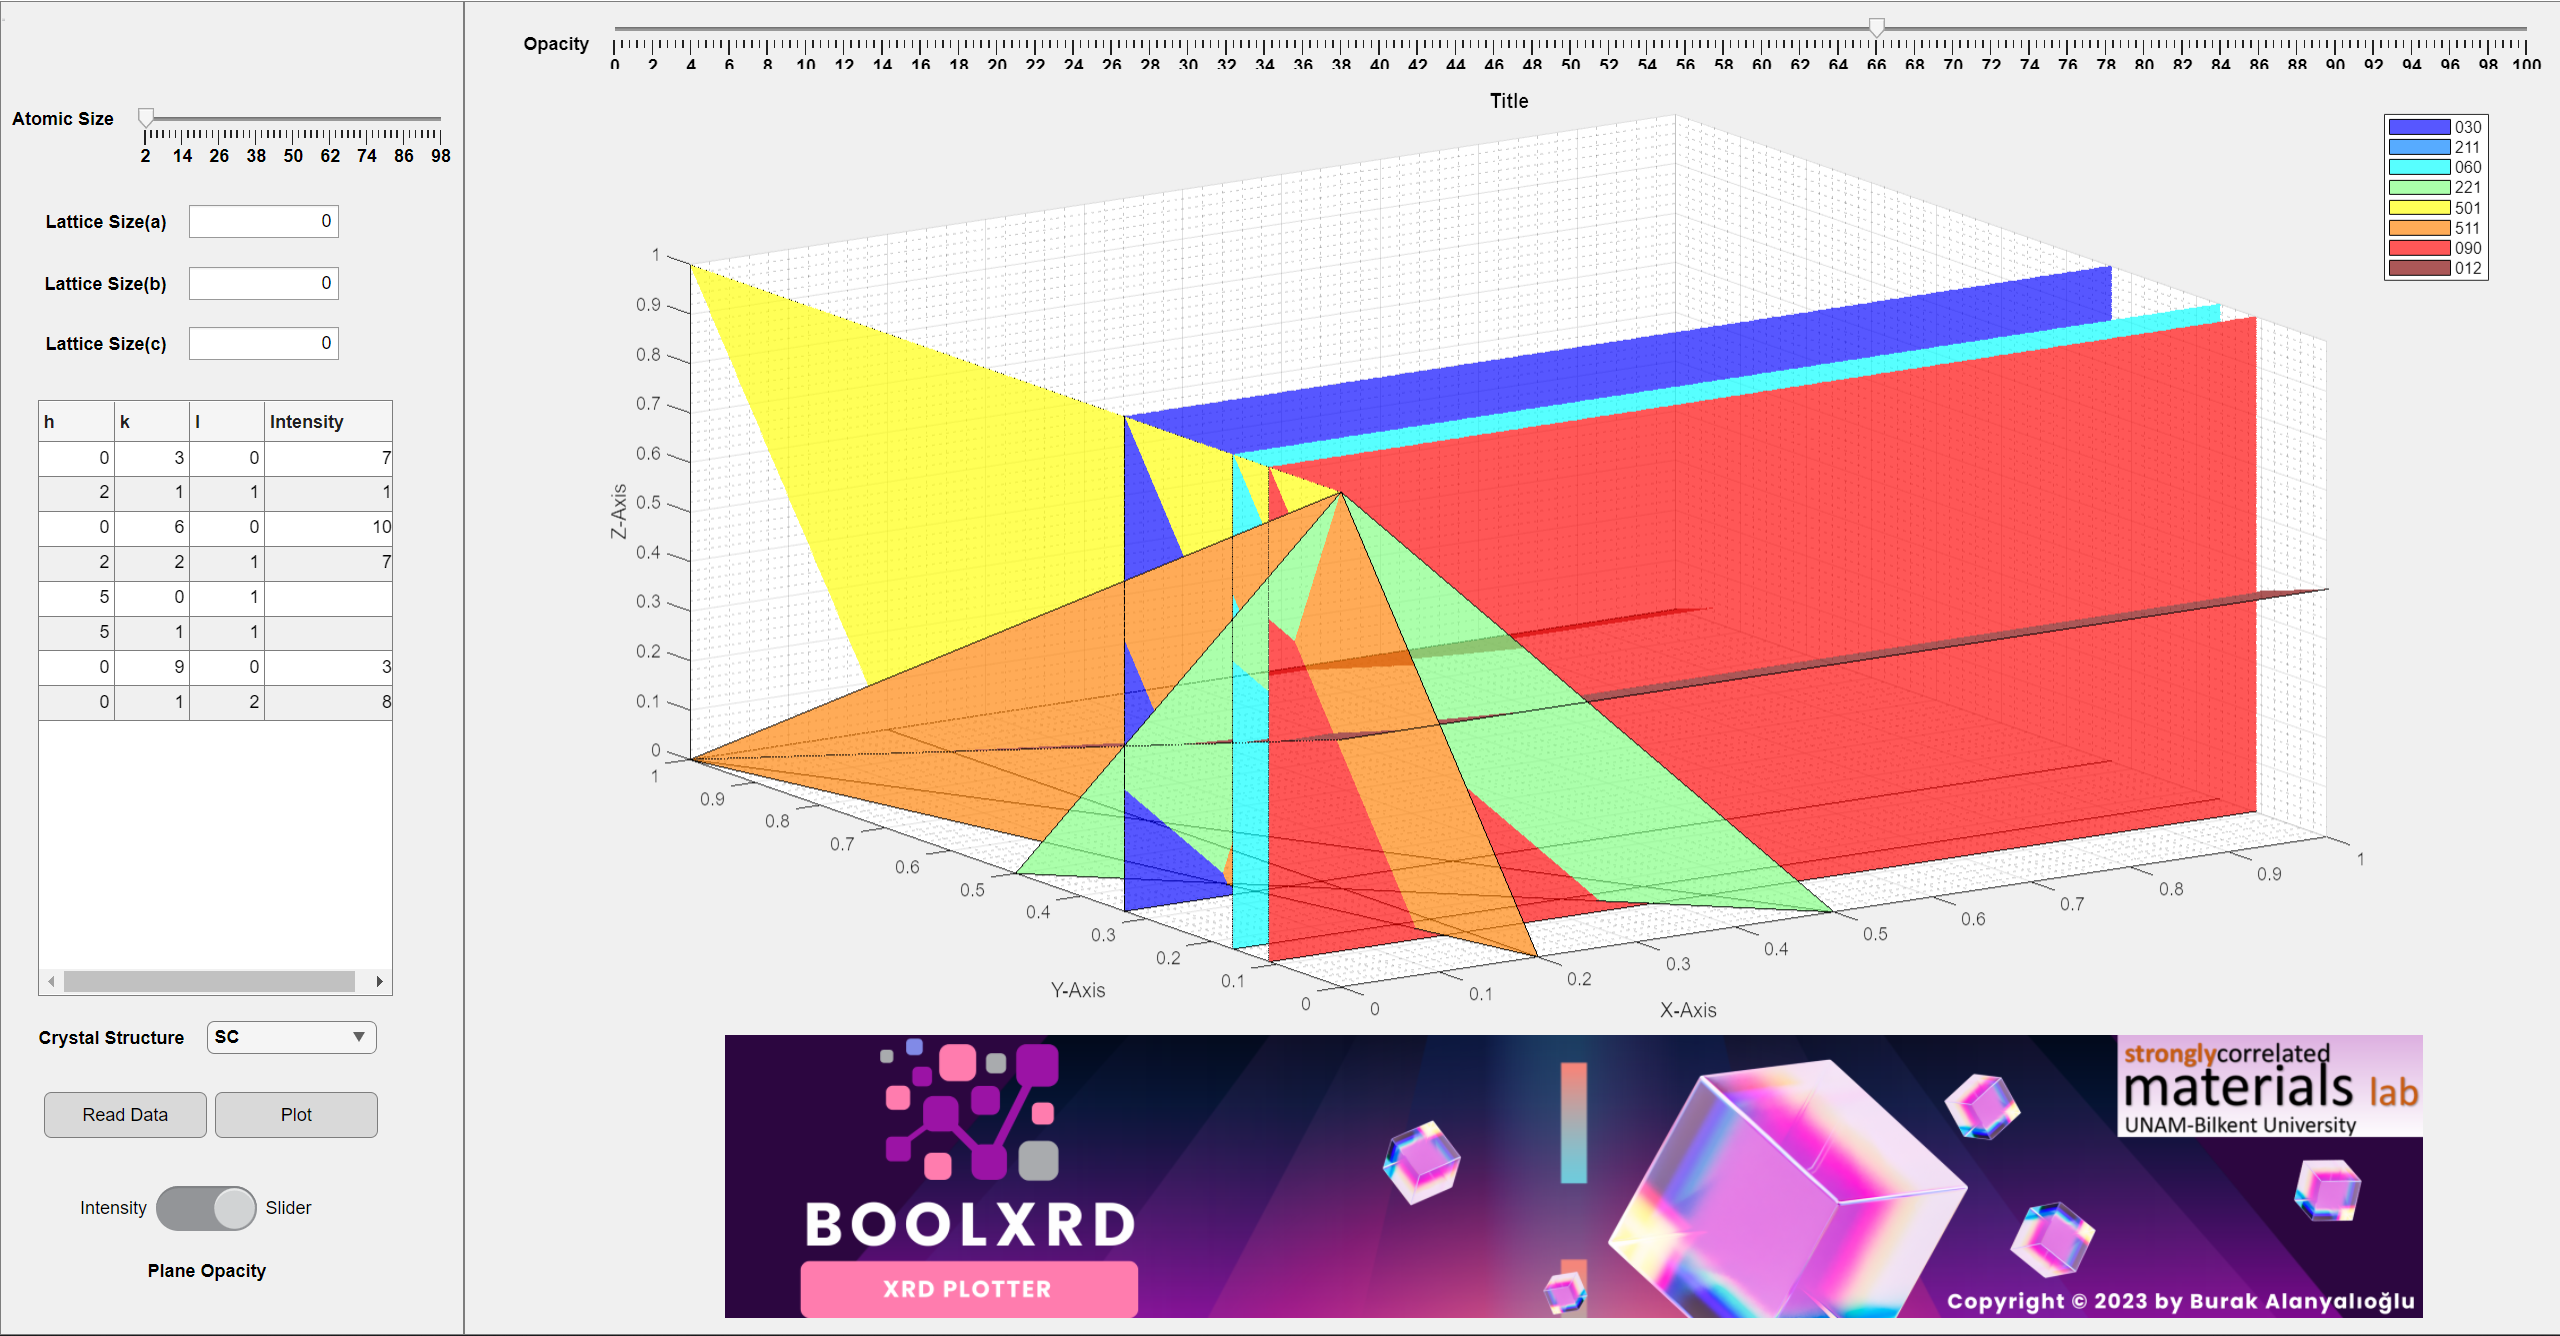 Opacity
0 2 4 6 8 10 12 14 16 18 20 22 24 26 28 30 32 34 36 38 40 42 44 46 48 50 52 54 56 58 60 62 64 66 68 70 72 74 76 78 80 82 84 86 88 90 92 94 96 98 100
Atomic Size
2 14 26 38 50 62 74 86 98
Lattice Size(a) 0
Lattice Size(b) 0
Lattice Size(c) 0
h k l Intensity
0 3 0 7
2 1 1 1
0 6 0 10
2 2 1 7
5 0 1
5 1 1
0 9 0 3
0 1 2 8
Crystal Structure SC
Read Data Plot
Intensity Slider
Plane Opacity
Title
030
211
060
221
501
511
090
012
Z-Axis
1
0.9
0.8
0.7
0.6
0.5
0.4
0.3
0.2
0.1
0
1
0.9
0.8
0.7
0.6
0.5
0.4
0.3
0.2
0.1
0
Y-Axis
0
0.1
0.2
0.3
0.4
0.5
0.6
0.7
0.8
0.9
1
X-Axis
BOOLXRD
XRD PLOTTER
stronglycorrelated
materials lab
UNAM-Bilkent University
Copyright © 2023 by Burak Alanyalıoğlu